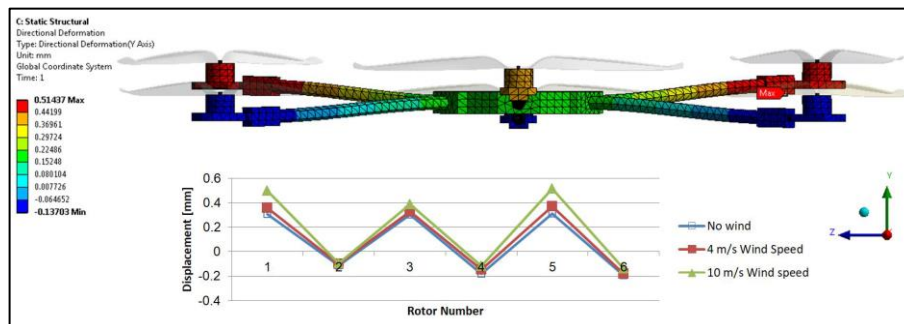 C: Static Structural
Directional Deformation
Type: Directional Deformation(Y Axis)
Unit: mm
Global Coordinate System
Time: 1
0.51437 Max
0.44199
0.36961
0.29724
0.22486
0.15248
0.080104
0.007726
-0.064652
-0.13703 Min
Max
Displacement [mm]
0.6
0.4
0.2
0
-0.2
-0.4
1 2 3 4 5 6
Rotor Number
No wind
4 m/s Wind Speed
10 m/s Wind speed
Y
Z